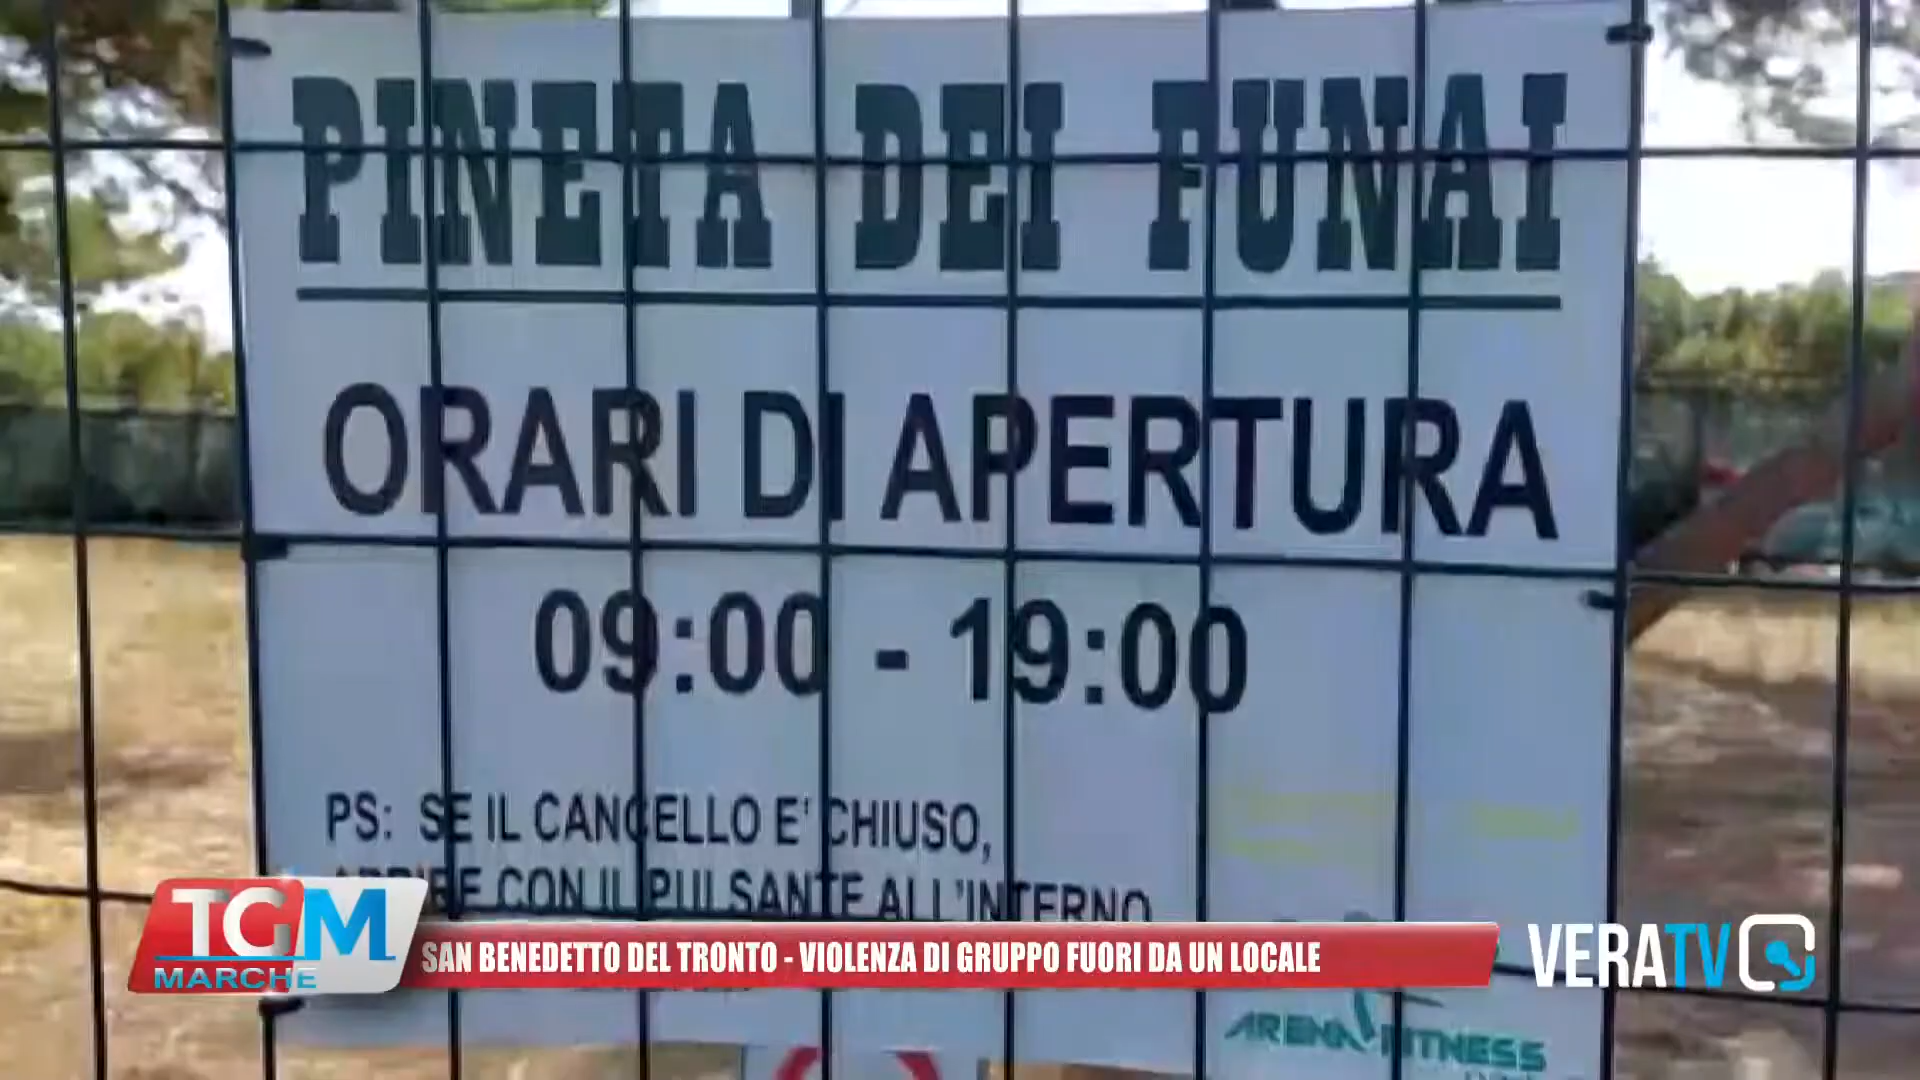 PINETA DEI FUNAI
ORARI DI APERTURA
09:00 - 19:00
PS: SE IL CANCELLO E' CHIUSO,
APRIRE CON IL PULSANTE ALL'INTERNO
TGM
MARCHE
SAN BENEDETTO DEL TRONTO - VIOLENZA DI GRUPPO FUORI DA UN LOCALE
VERATV
ARENA FITNESS